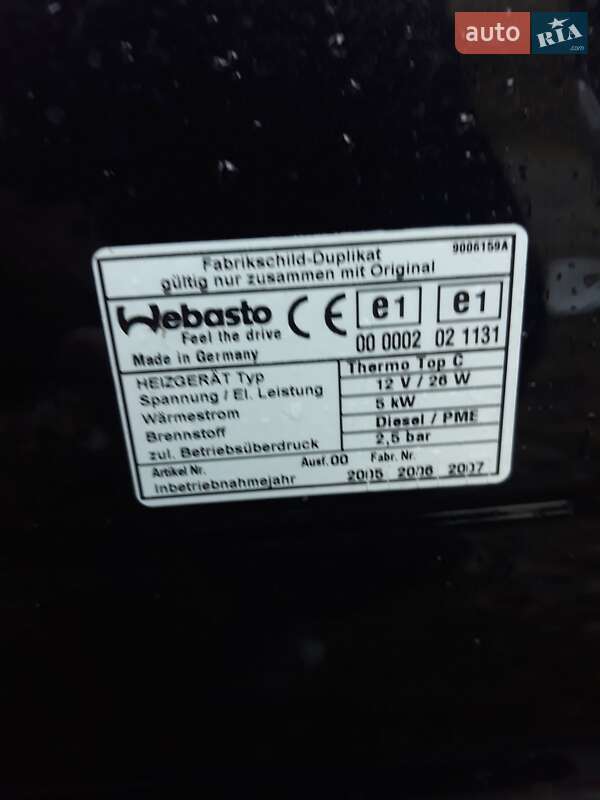 auto RIA.com
Fabrikschild-Duplikat
gültig nur zusammen mit Original
9006159A
Webasto
Feel the drive
Made in Germany
CE
e1
e1
00 0002
02 1131
HEIZGERÄT Typ
Thermo Top C
Spannung / El. Leistung
12 V / 26 W
Wärmestrom
5 kW
Brennstoff
Diesel / PME
zul. Betriebsüberdruck
2,5 bar
Artikel Nr.
Ausf. 00
Fabr. Nr.
Inbetriebnahmejahr
2005 2006 2007